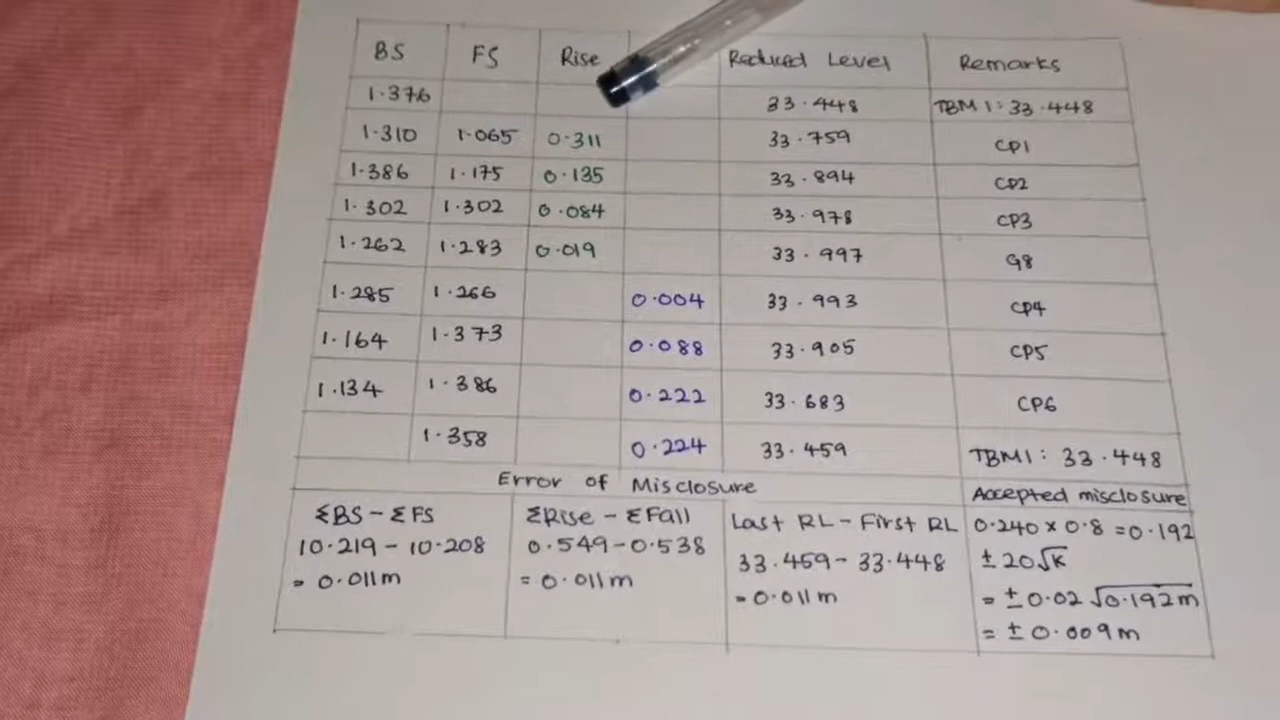 BS FS Rise Reduced Level Remarks
1.376 33.448 TBM 1: 33.448
1.310 1.065 0.311 33.759 CP1
1.386 1.175 0.135 33.894 CP2
1.302 1.302 0.084 33.978 CP3
1.262 1.283 0.019 33.997 G8
1.285 1.266 0.004 33.993 CP4
1.164 1.373 0.088 33.905 CP5
1.134 1.386 0.222 33.683 CP6
1.358 0.224 33.459 TBM1: 33.448
Error of Misclosure Accepted misclosure
ΣBS - ΣFS
10.219 - 10.208
= 0.011m
ΣRise - ΣFall
0.549 - 0.538
= 0.011m
Last RL - First RL
33.459 - 33.448
= 0.011m
0.240 x 0.8 = 0.192
± 20√K
= ± 0.02 √0.192m
= ± 0.009m